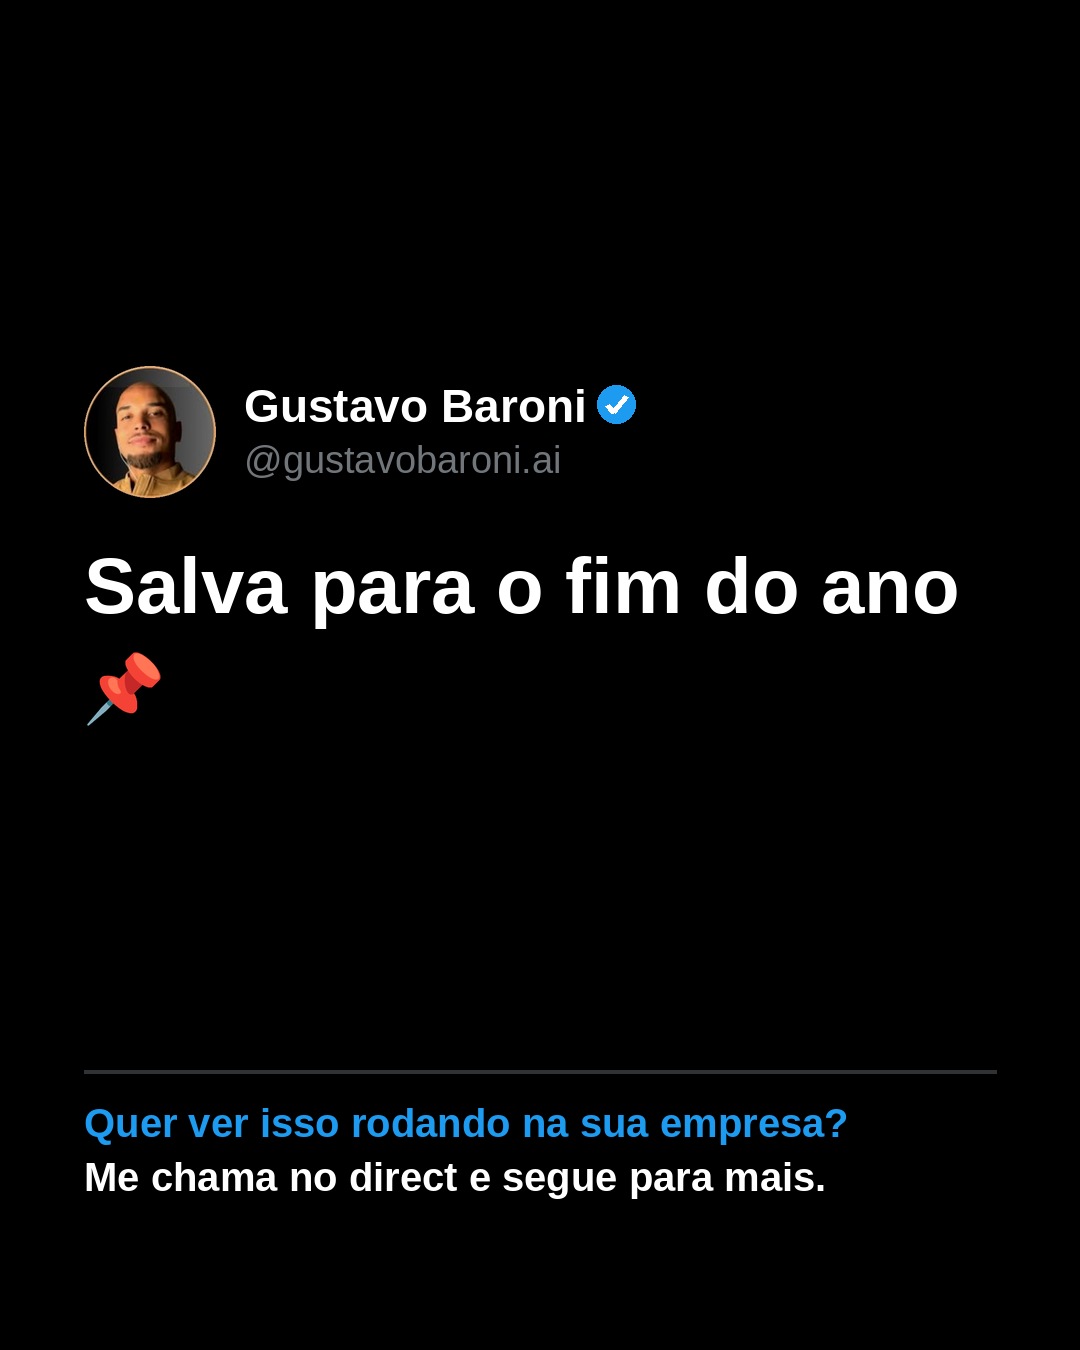 Gustavo Baroni
@gustavobaroni.ai
Salva para o fim do ano
📌
Quer ver isso rodando na sua empresa?
Me chama no direct e segue para mais.